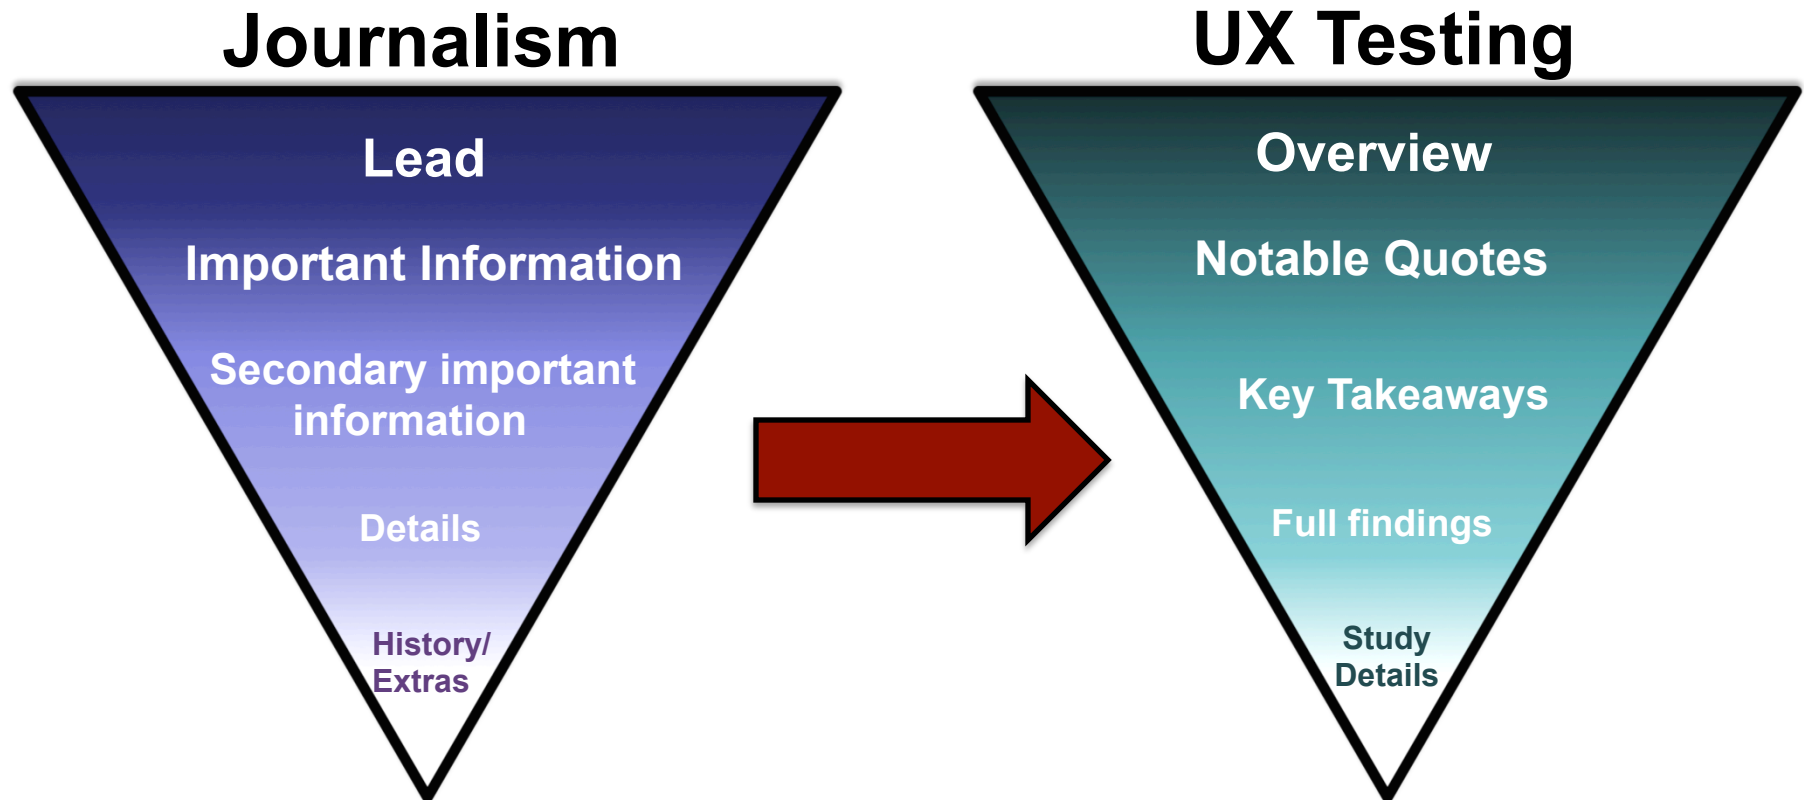 Journalism
Lead
Important Information
Secondary important
information
Details
History/
Extras
UX Testing
Overview
Notable Quotes
Key Takeaways
Full findings
Study
Details